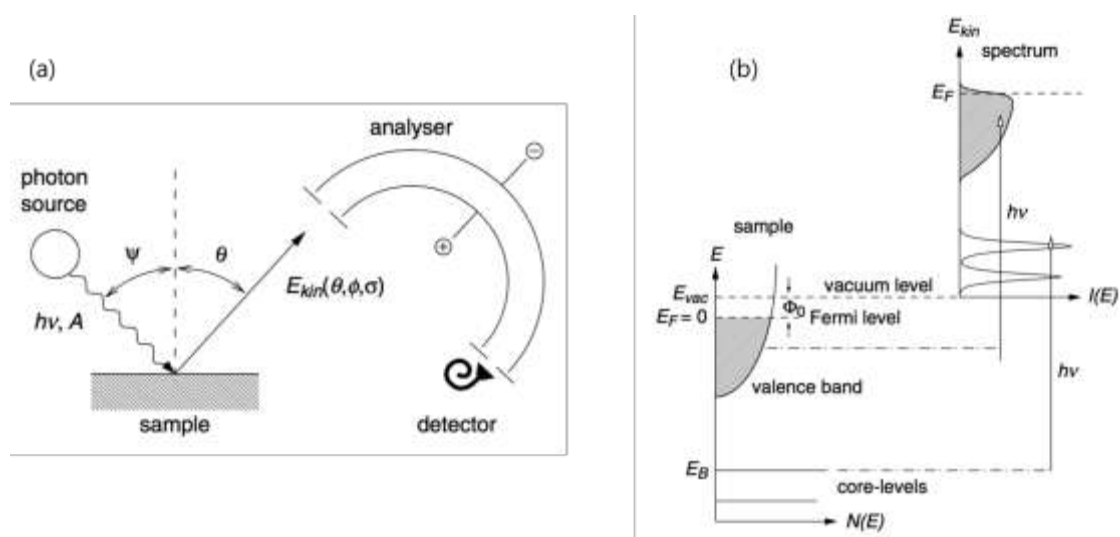 (a)
analyser
⊖
photon
source
ψ
θ
⊕
E_kin(θ,ϕ,σ)
hν, A
sample
detector
(b)
E_kin
spectrum
E_F
hν
sample
E
E_vac
vacuum level
I(E)
Φ_0
E_F = 0
Fermi level
hν
valence band
E_B
core-levels
N(E)